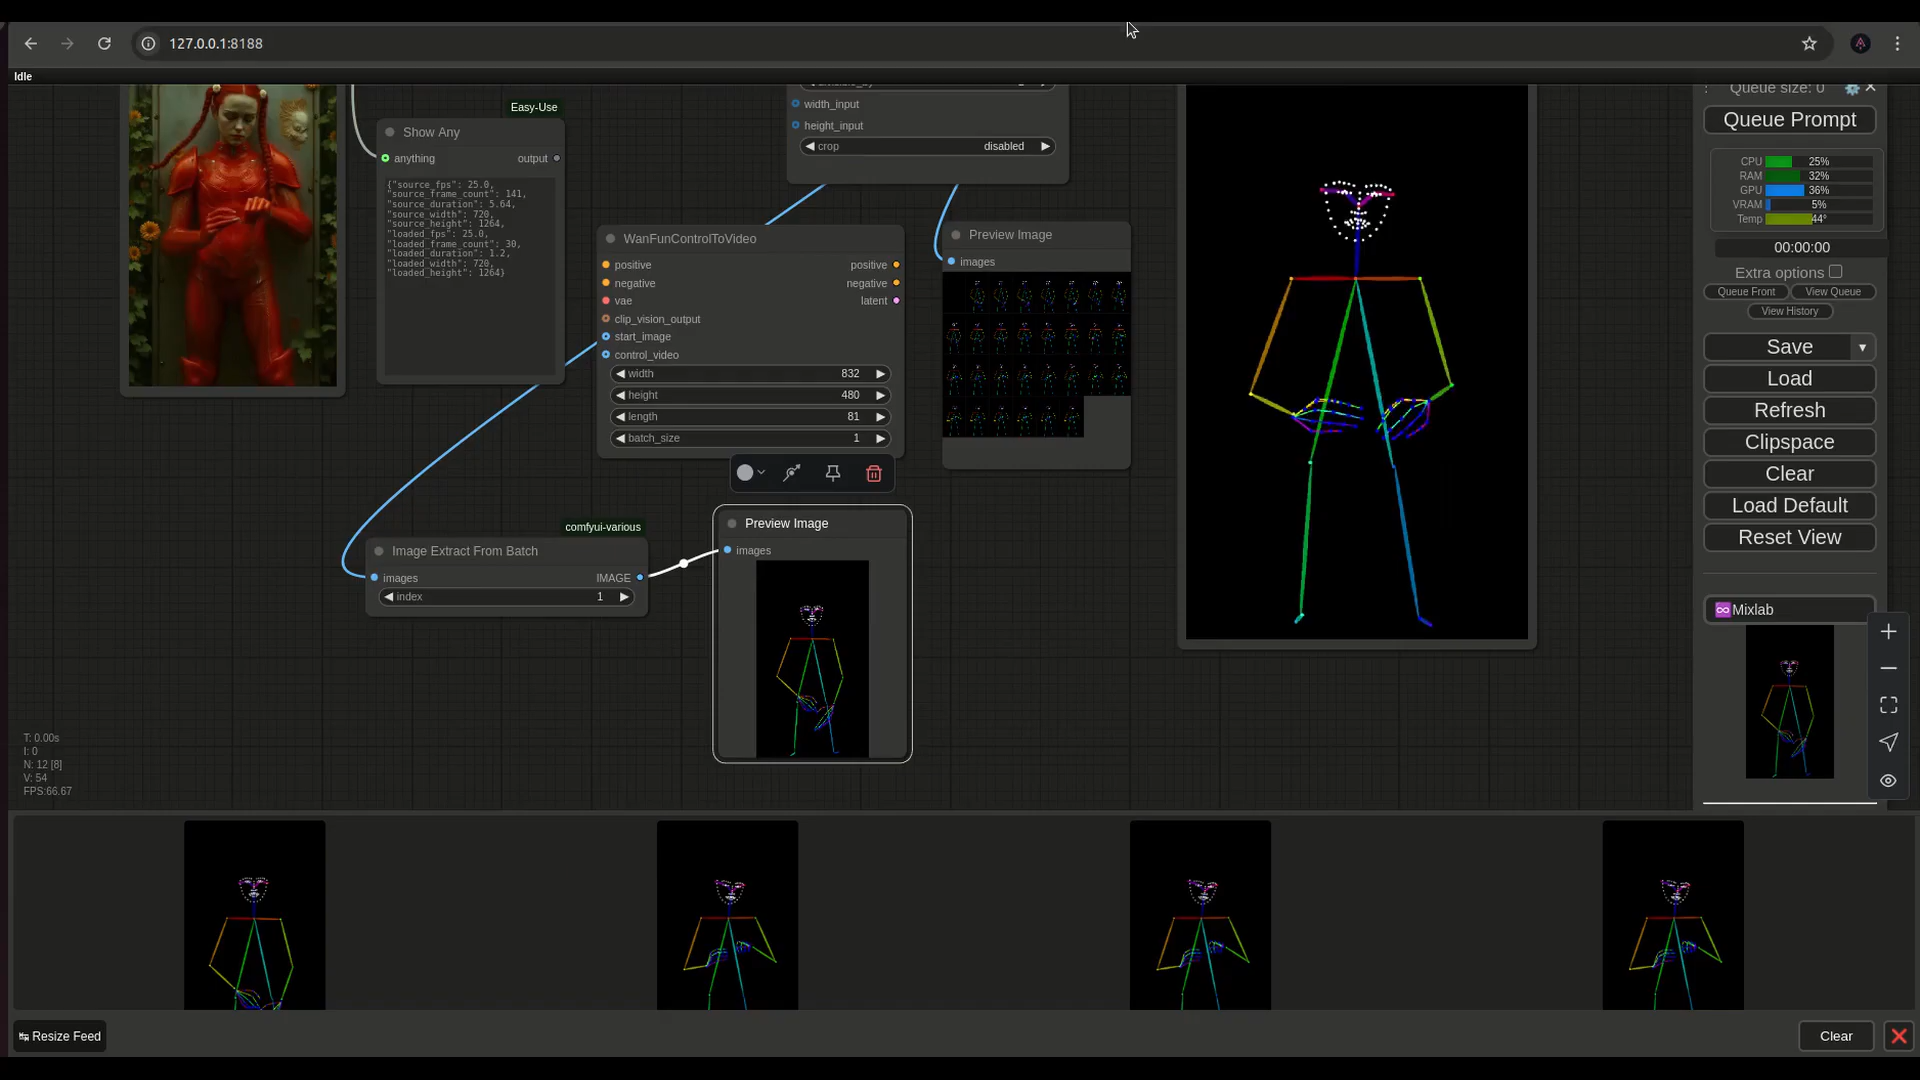 127.0.0.1:8188
Idle
Easy-Use
Show Any
anything
output
{"source_fps": 25.0,
"source_frame_count": 141,
"source_duration": 5.64,
"source_width": 720,
"source_height": 1264,
"loaded_fps": 25.0,
"loaded_frame_count": 30,
"loaded_duration": 1.2,
"loaded_width": 720,
"loaded_height": 1264}
width_input
height_input
crop disabled
WanFunControlToVideo
positive positive
negative negative
vae latent
clip_vision_output
start_image
control_video
width 832
height 480
length 81
batch_size 1
Preview Image
images
comfyui-various
Image Extract From Batch
images IMAGE
index 1
Preview Image
images
Queue size: 0
Queue Prompt
CPU 25%
RAM 32%
GPU 36%
VRAM 5%
Temp 44°
00:00:00
Extra options
Queue Front View Queue
View History
Save
Load
Refresh
Clipspace
Clear
Load Default
Reset View
Mixlab
T: 0.00s
I: 0
N: 12 [8]
V: 54
FPS:66.67
Resize Feed
Clear